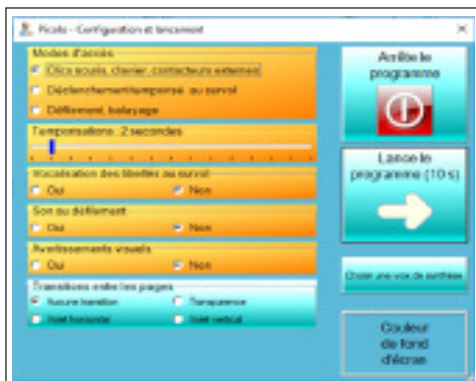 Picalo - Configuration et lancement
Modes d'accès
Clics souris, clavier, contacteurs externes
Déclenchement temporisé au survol
Défilement, balayage
Temporisations...2 secondes
Vocalisation des libellés au survol
Oui
Non
Son au défilement
Oui
Non
Avertissements visuels
Oui
Non
Transitions entre les pages
Aucune transition
Transparence
Volet horizontal
Volet vertical
Arrête le
programme
Lance le
programme (10 s)
Choisir une voix de synthèse
Couleur
de fond
d'écran